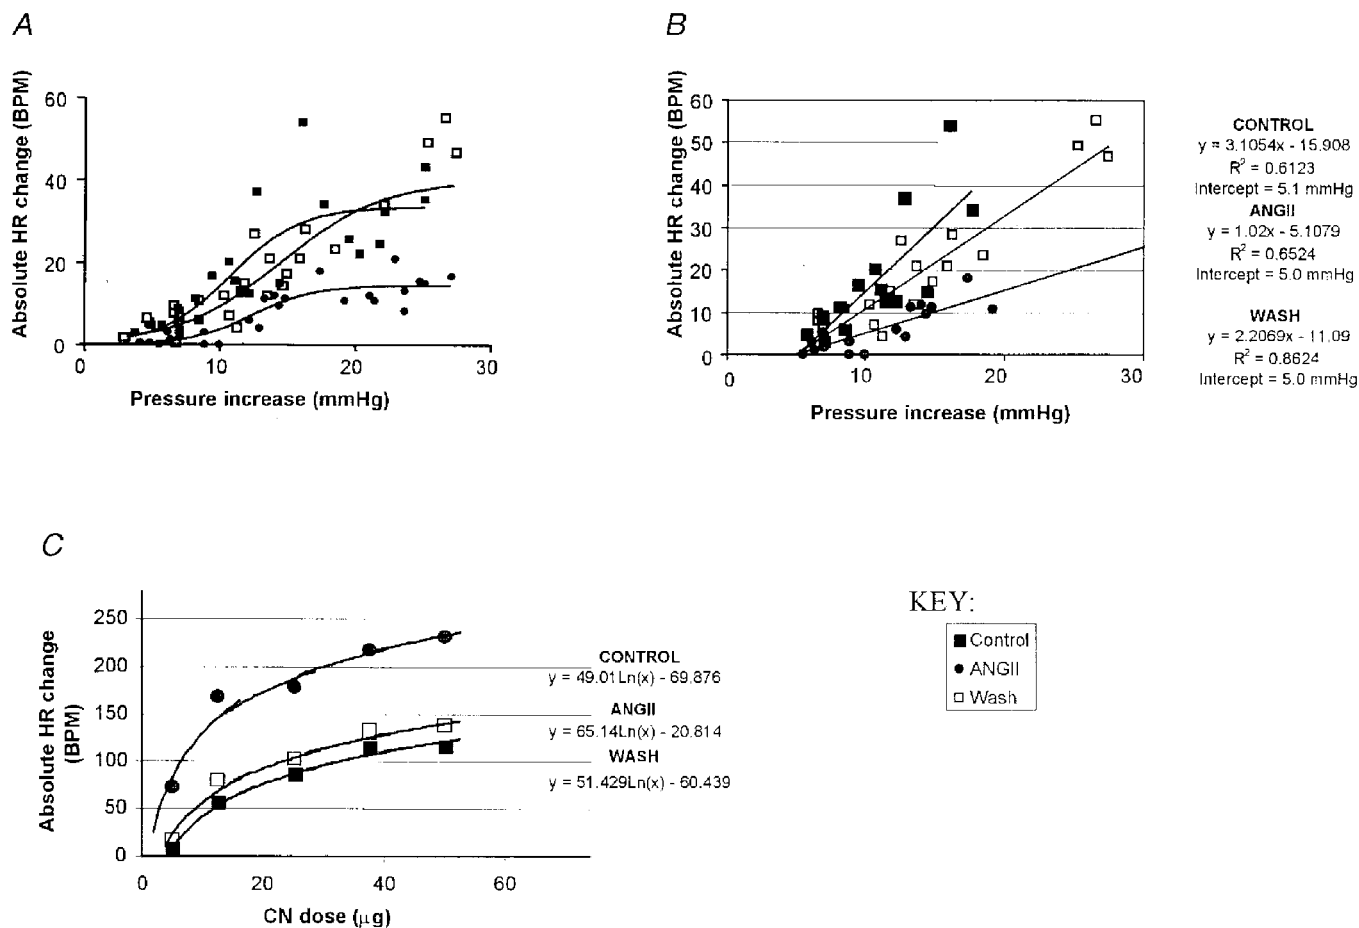 A
Absolute HR change (BPM)
60
40
20
0
0
10
20
30
Pressure increase (mmHg)
B
Absolute HR change (BPM)
60
50
40
30
20
10
0
0
10
20
30
Pressure increase (mmHg)
CONTROL
y = 3.1054x - 15.908
R² = 0.6123
Intercept = 5.1 mmHg
ANGII
y = 1.02x - 5.1079
R² = 0.6524
Intercept = 5.0 mmHg
WASH
y = 2.2069x - 11.09
R² = 0.8624
Intercept = 5.0 mmHg
C
Absolute HR change
(BPM)
250
200
150
100
50
0
0
20
40
60
CN dose (µg)
CONTROL
y = 49.01Ln(x) - 69.876
ANGII
y = 65.14Ln(x) - 20.814
WASH
y = 51.429Ln(x) - 60.439
KEY:
Control
ANGII
Wash